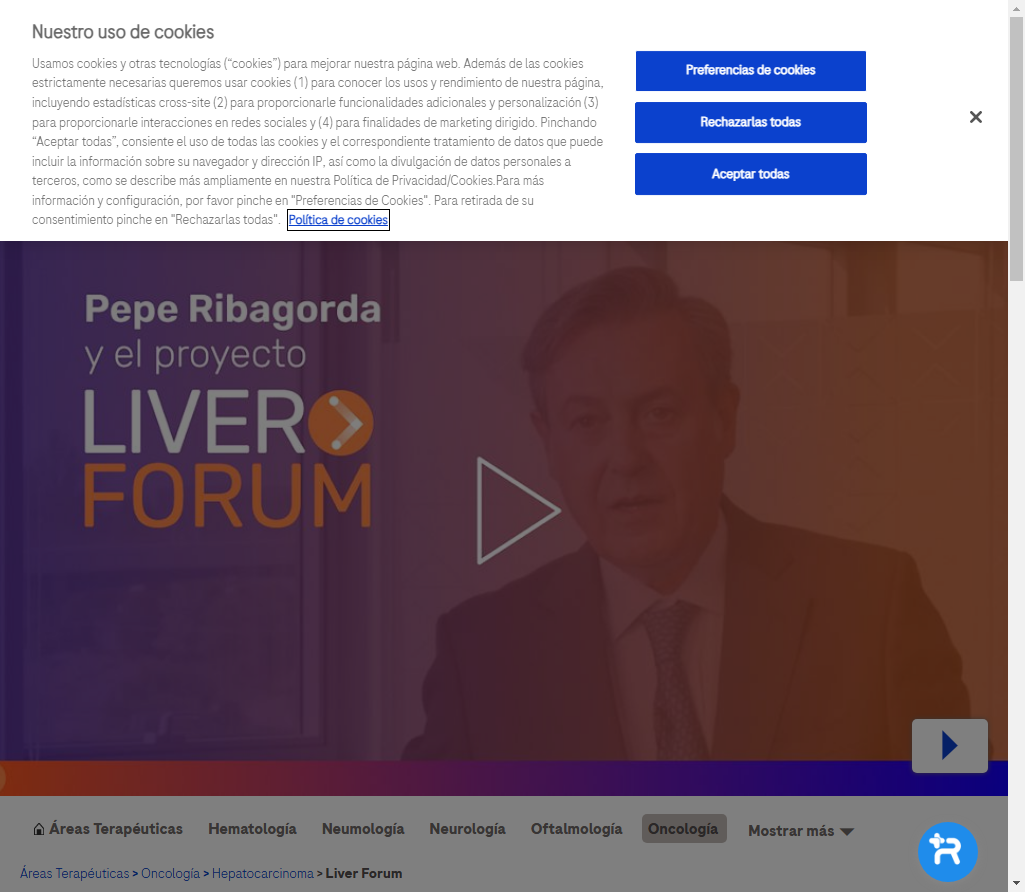 Nuestro uso de cookies
Usamos cookies y otras tecnologías (“cookies”) para mejorar nuestra página web. Además de las cookies
estrictamente necesarias queremos usar cookies (1) para conocer los usos y rendimiento de nuestra página,
incluyendo estadísticas cross-site (2) para proporcionarle funcionalidades adicionales y personalización (3)
para proporcionarle interacciones en redes sociales y (4) para finalidades de marketing dirigido. Pinchando
“Aceptar todas”, consiente el uso de todas las cookies y el correspondiente tratamiento de datos que puede
incluir la información sobre su navegador y dirección IP, así como la divulgación de datos personales a
terceros, como se describe más ampliamente en nuestra Política de Privacidad/Cookies.Para más
información y configuración, por favor pinche en "Preferencias de Cookies". Para retirada de su
consentimiento pinche en "Rechazarlas todas". Política de cookies
Preferencias de cookies
Rechazarlas todas
Aceptar todas
Pepe Ribagorda
y el proyecto
LIVER
FORUM
Áreas Terapéuticas Hematología Neumología Neurología Oftalmología Oncología Mostrar más
Áreas Terapéuticas > Oncología > Hepatocarcinoma > Liver Forum